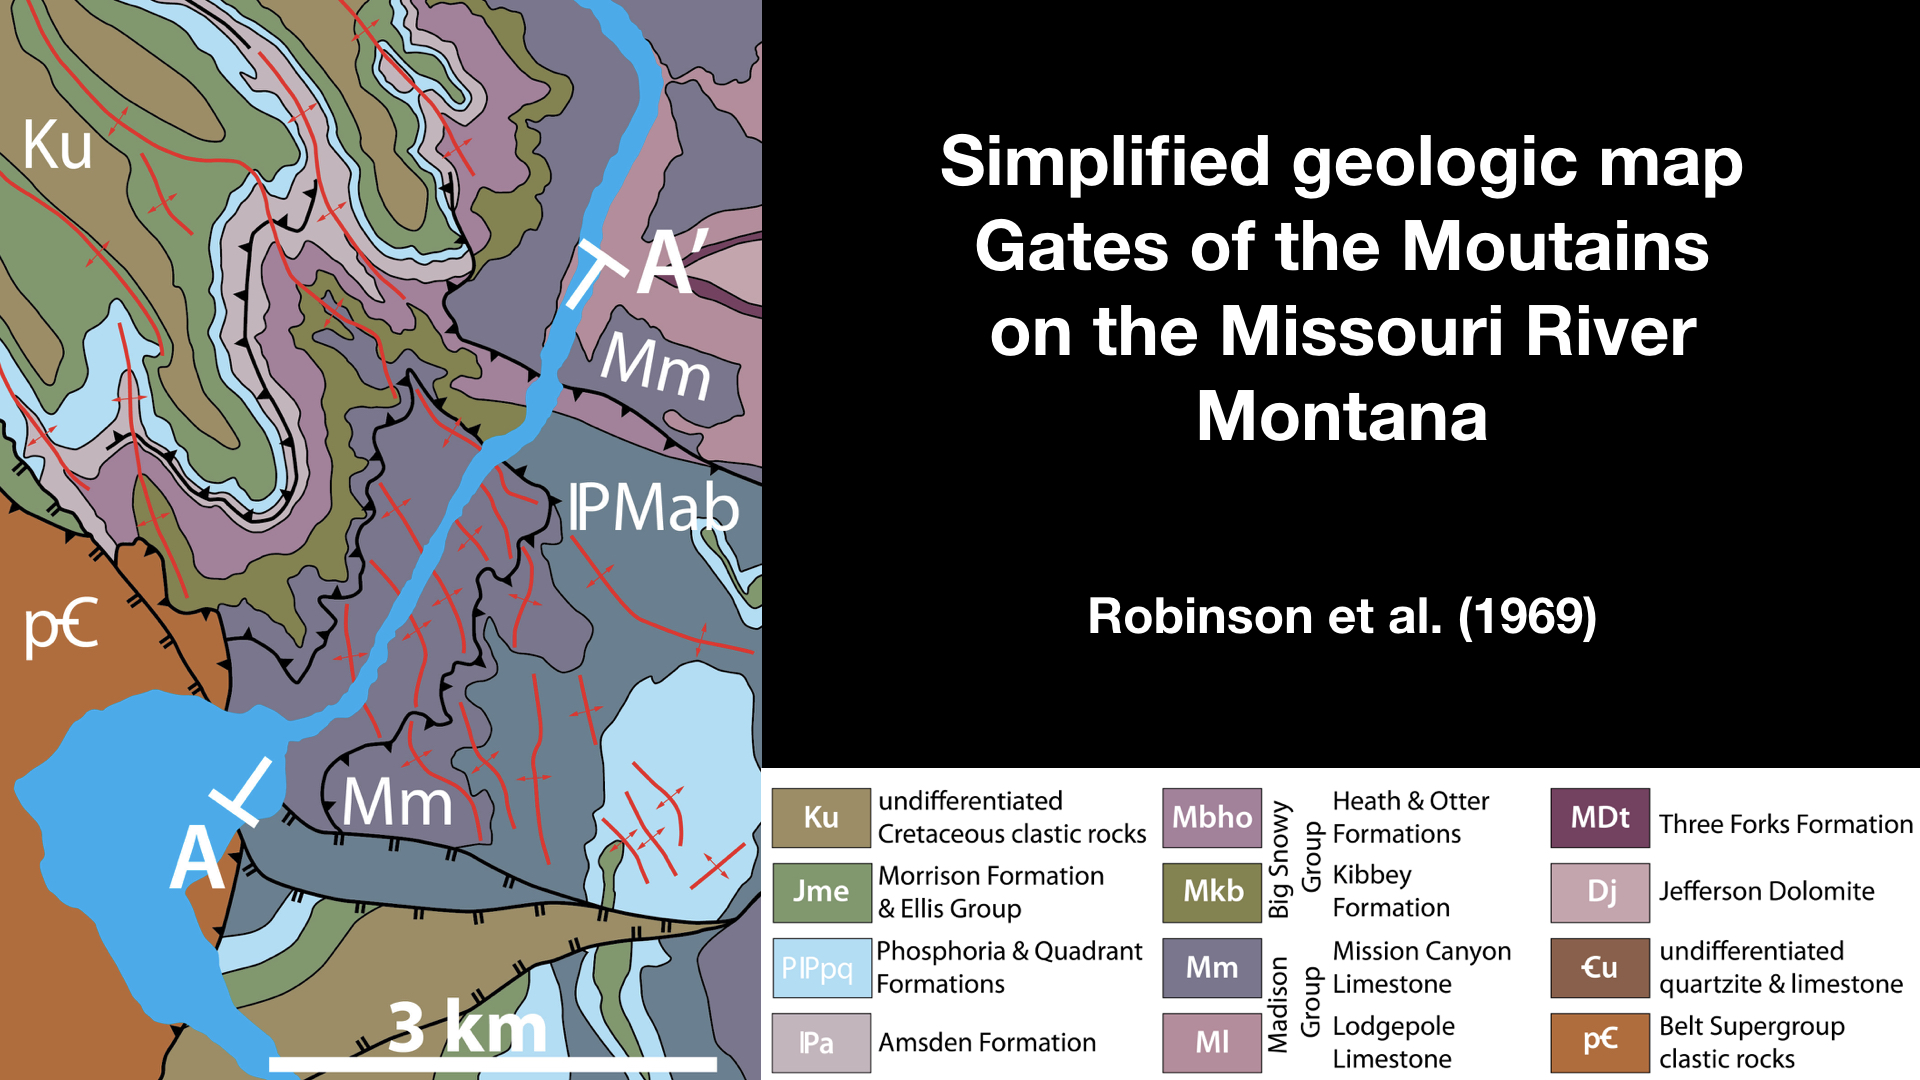 Simplified geologic map
Gates of the Moutains
on the Missouri River
Montana
Robinson et al. (1969)
Ku
A′
Mm
IPMab
p€
Mm
A
3 km
Ku
undifferentiated
Cretaceous clastic rocks
Jme
Morrison Formation
& Ellis Group
PIPpq
Phosphoria & Quadrant
Formations
IPa
Amsden Formation
Mbho
Heath & Otter
Formations
Mkb
Kibbey
Formation
Big Snowy
Group
Mm
Mission Canyon
Limestone
Ml
Lodgepole
Limestone
Madison
Group
MDt
Three Forks Formation
Dj
Jefferson Dolomite
€u
undifferentiated
quartzite & limestone
p€
Belt Supergroup
clastic rocks